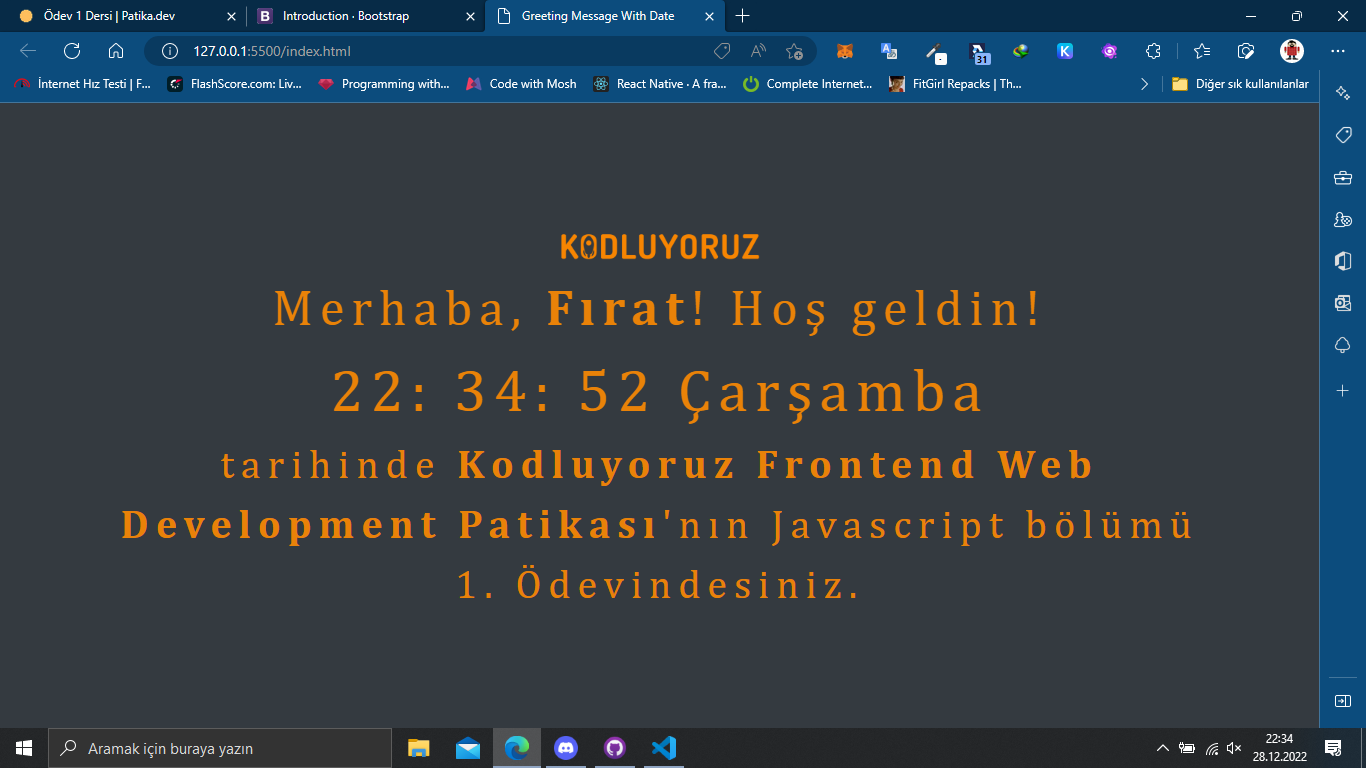 Ödev 1 Dersi | Patika.dev
Introduction · Bootstrap
Greeting Message With Date
127.0.0.1:5500/index.html
31
İnternet Hız Testi | F...
FlashScore.com: Liv...
Programming with...
Code with Mosh
React Native · A fra...
Complete Internet...
FitGirl Repacks | Th...
Diğer sık kullanılanlar
KODLUYORUZ
Merhaba, Fırat! Hoş geldin!
22: 34: 52 Çarşamba
tarihinde Kodluyoruz Frontend Web
Development Patikası'nın Javascript bölümü
1. Ödevindesiniz.
Aramak için buraya yazın
22:34
28.12.2022